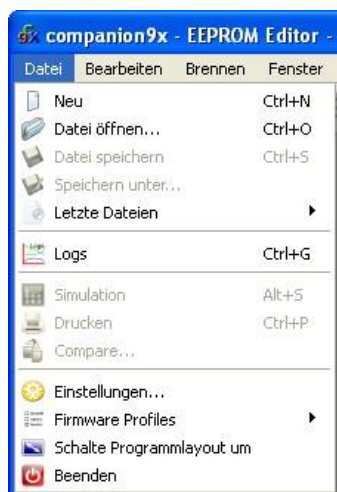 companion9x - EEPROM Editor -
Datei Bearbeiten Brennen Fenster
Neu Ctrl+N
Datei öffnen... Ctrl+O
Datei speichern Ctrl+S
Speichern unter...
Letzte Dateien
Logs Ctrl+G
Simulation Alt+S
Drucken Ctrl+P
Compare...
Einstellungen...
Firmware Profiles
Schalte Programmlayout um
Beenden